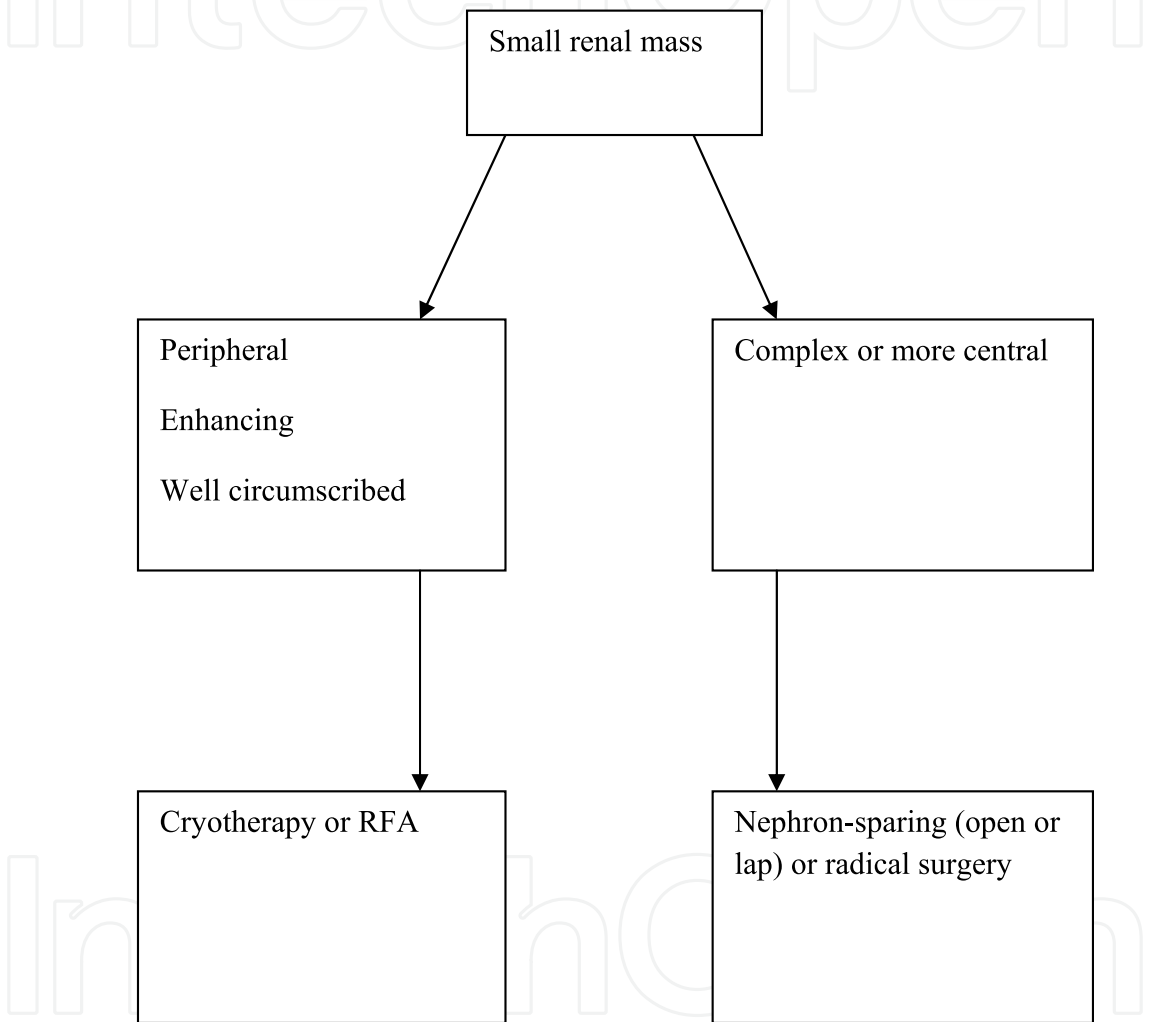 Small renal mass
Peripheral
Enhancing
Well circumscribed
Complex or more central
Cryotherapy or RFA
Nephron-sparing (open or
lap) or radical surgery